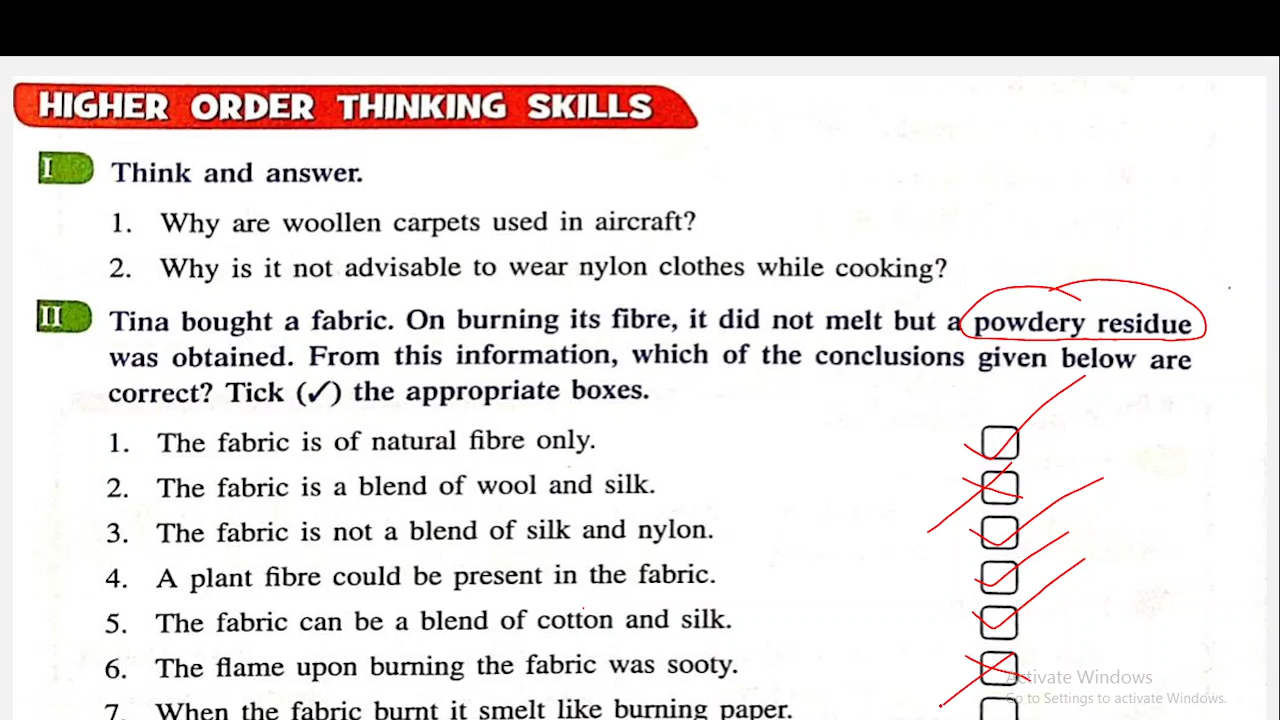 HIGHER ORDER THINKING SKILLS
I Think and answer.
1. Why are woollen carpets used in aircraft?
2. Why is it not advisable to wear nylon clothes while cooking?
II Tina bought a fabric. On burning its fibre, it did not melt but a powdery residue
was obtained. From this information, which of the conclusions given below are
correct? Tick (✓) the appropriate boxes.
1. The fabric is of natural fibre only.
2. The fabric is a blend of wool and silk.
3. The fabric is not a blend of silk and nylon.
4. A plant fibre could be present in the fabric.
5. The fabric can be a blend of cotton and silk.
6. The flame upon burning the fabric was sooty.
Activate Windows
Go to Settings to activate Windows.
7. When the fabric burnt it smelt like burning paper.